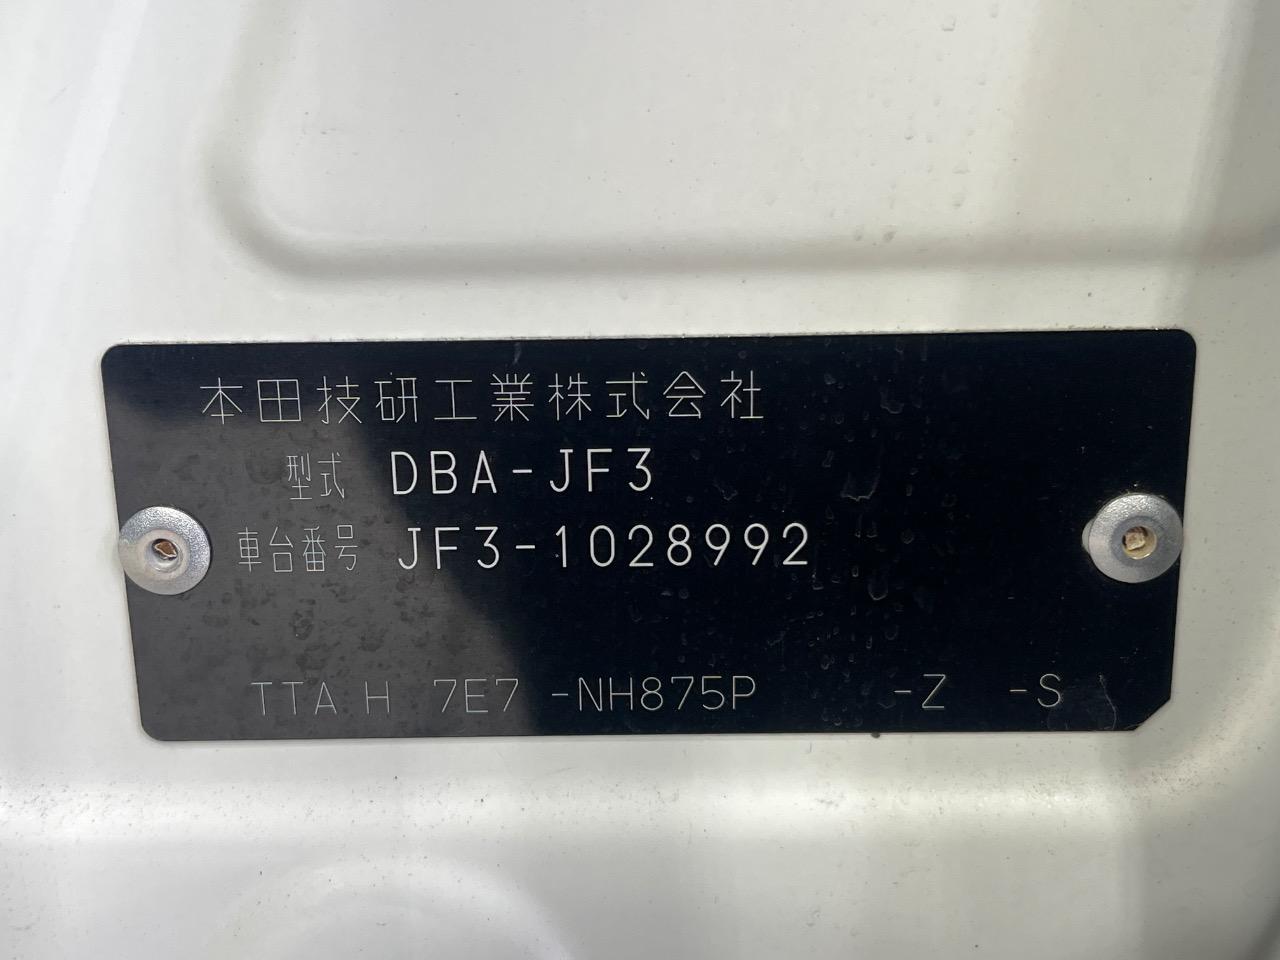 本田技研工業株式会社
型式 DBA-JF3
車台番号 JF3-1028992
TTA H 7E7 -NH875P -Z -S